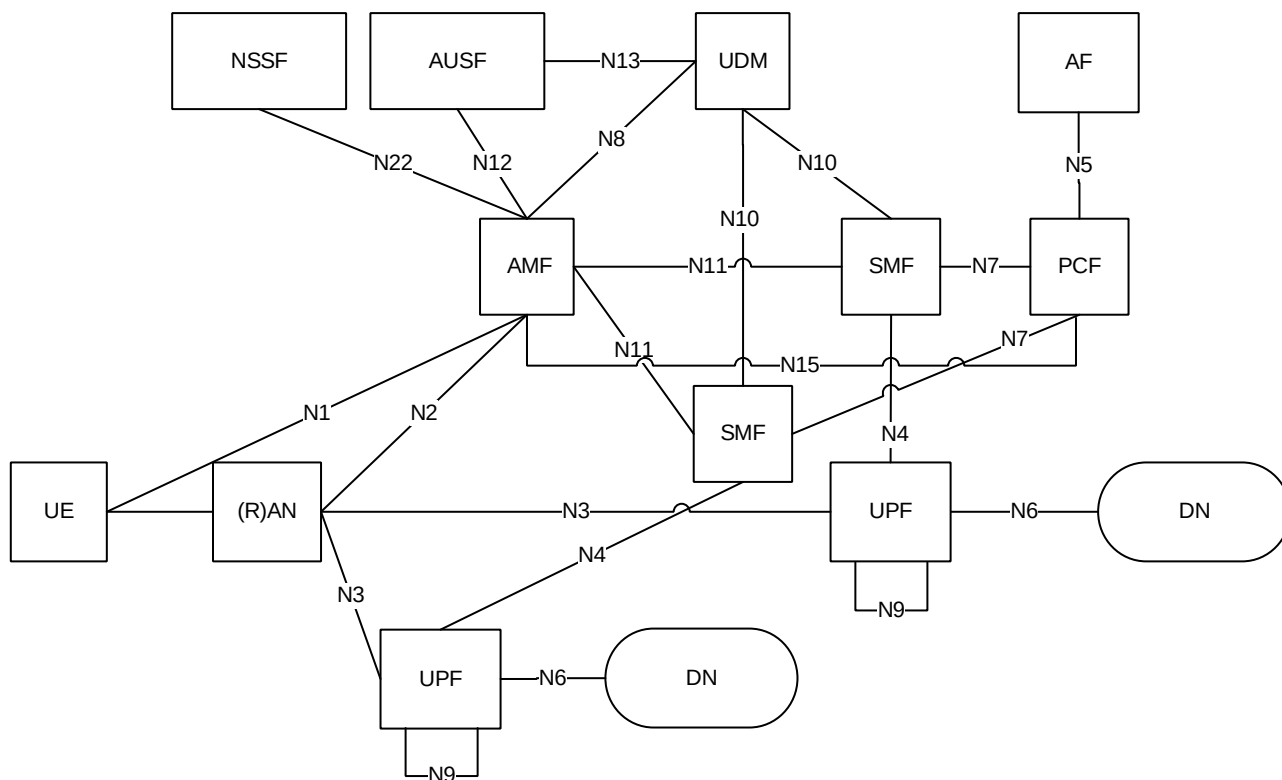 NSSF
AUSF
N13
UDM
AF
N22
N12
N8
N10
N5
N10
AMF
N11
SMF
N7
PCF
N11
N15
N7
N1
N2
SMF
N4
UE
(R)AN
N3
UPF
N6
DN
N4
N3
N9
UPF
N6
DN
N9